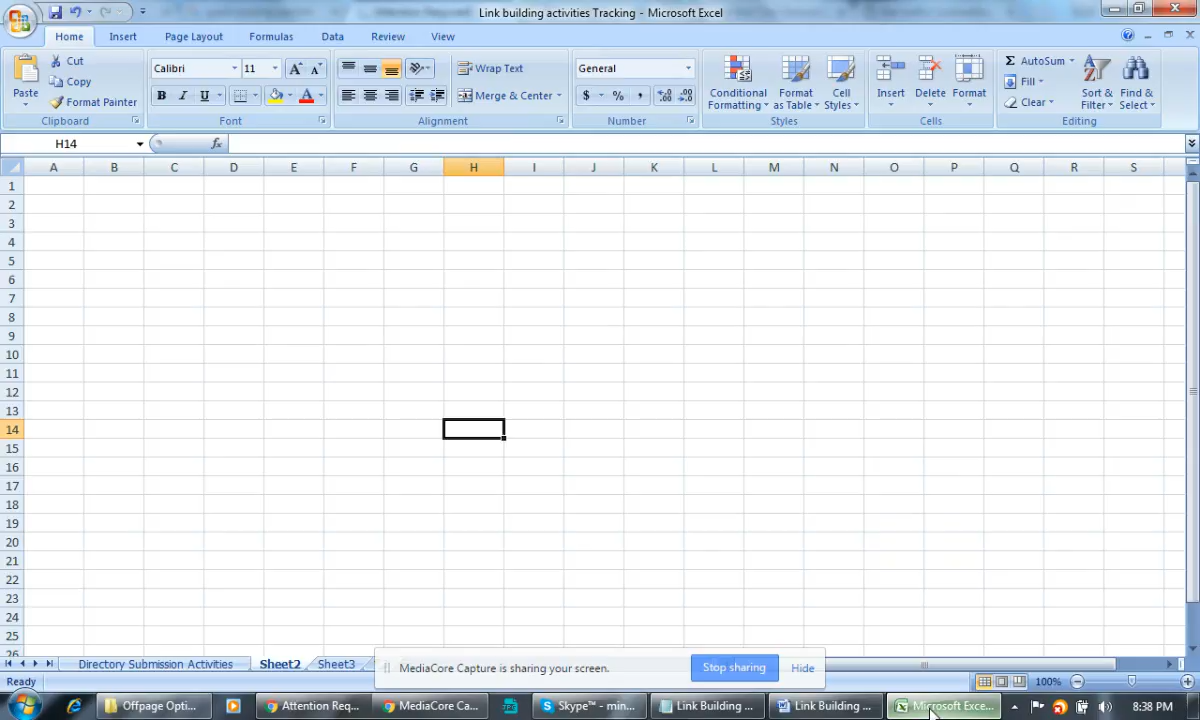 Link building activities Tracking - Microsoft Excel
Home Insert Page Layout Formulas Data Review View
Cut
Copy
Format Painter
Paste
Clipboard
Calibri 11
B I U A A A
Font
Wrap Text
Merge & Center
Alignment
General
$ % ,
Number
Conditional Formatting
Format as Table
Cell Styles
Styles
Insert Delete Format
Cells
Σ AutoSum
Fill
Clear
Sort & Filter
Find & Select
Editing
H14 fx
A B C D E F G H I J K L M N O P Q R S
1
2
3
4
5
6
7
8
9
10
11
12
13
14
15
16
17
18
19
20
21
22
23
24
25
26
Directory Submission Activities Sheet2 Sheet3
MediaCore Capture is sharing your screen. Stop sharing Hide
Ready 100%
Offpage Opti... Attention Req... MediaCore Ca... Skype™ - min... Link Building ... Link Building ... Microsoft Exce... 8:38 PM